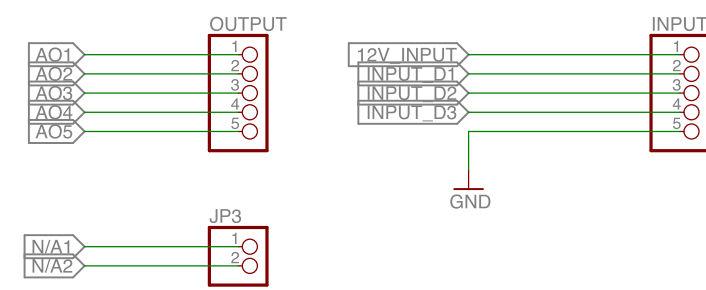 OUTPUT
AO1 1
AO2 2
AO3 3
AO4 4
AO5 5
INPUT
12V_INPUT 1
INPUT_D1 2
INPUT_D2 3
INPUT_D3 4
5
GND
JP3
N/A1 1
N/A2 2